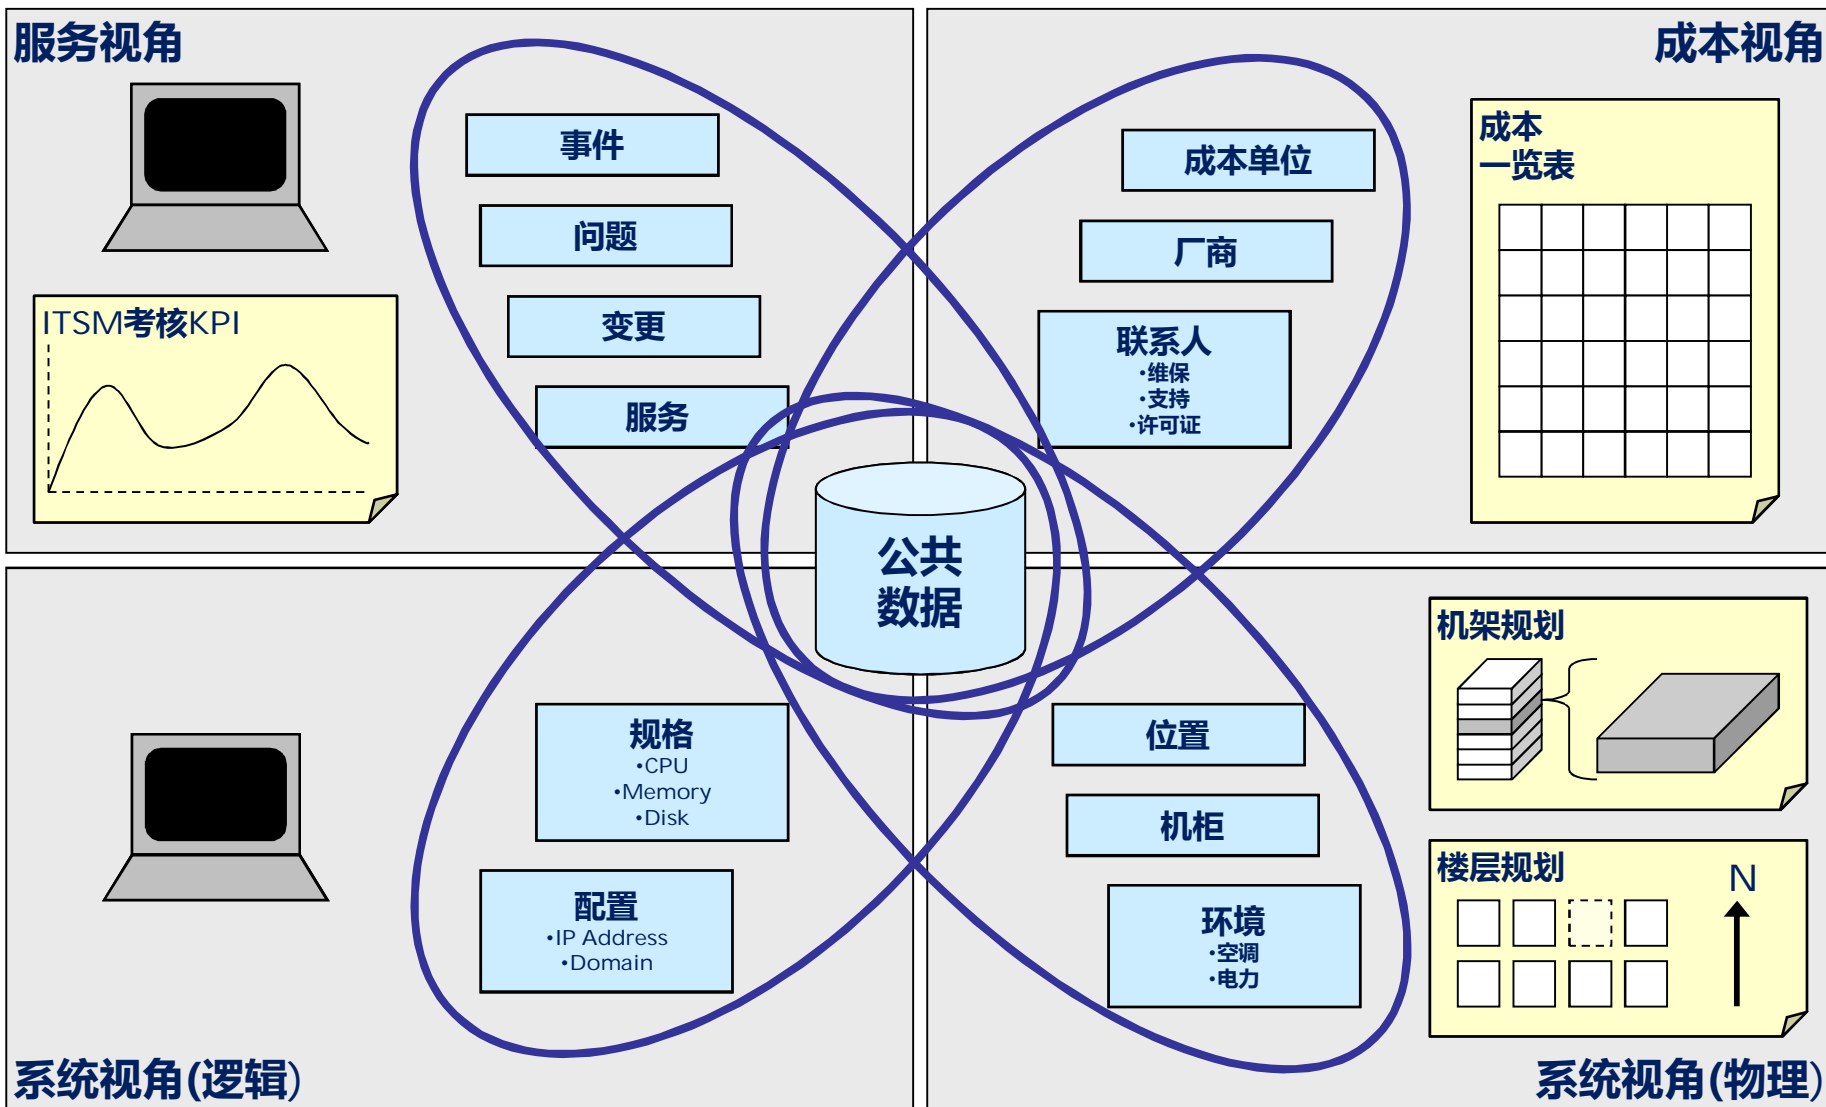 服务视角
事件
问题
变更
服务
ITSM考核KPI
成本视角
成本单位
厂商
联系人
•维保
•支持
•许可证
成本
一览表
公共
数据
规格
•CPU
•Memory
•Disk
配置
•IP Address
•Domain
系统视角(逻辑)
位置
机柜
环境
•空调
•电力
机架规划
楼层规划
N
系统视角(物理)